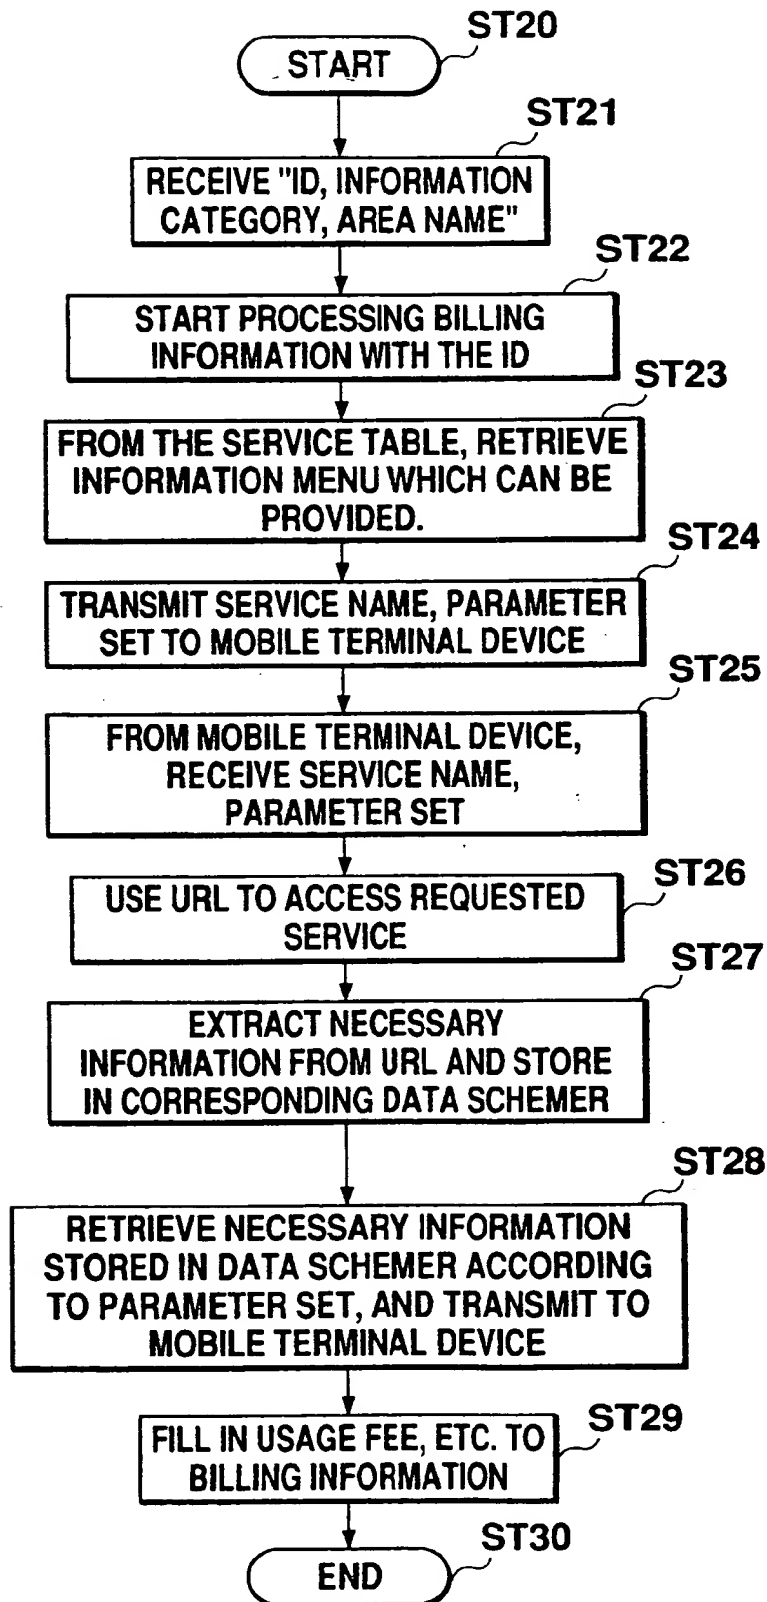 ST20
START
ST21
RECEIVE "ID, INFORMATION
CATEGORY, AREA NAME"
ST22
START PROCESSING BILLING
INFORMATION WITH THE ID
ST23
FROM THE SERVICE TABLE, RETRIEVE
INFORMATION MENU WHICH CAN BE
PROVIDED.
ST24
TRANSMIT SERVICE NAME, PARAMETER
SET TO MOBILE TERMINAL DEVICE
ST25
FROM MOBILE TERMINAL DEVICE,
RECEIVE SERVICE NAME,
PARAMETER SET
ST26
USE URL TO ACCESS REQUESTED
SERVICE
ST27
EXTRACT NECESSARY
INFORMATION FROM URL AND STORE
IN CORRESPONDING DATA SCHEMER
ST28
RETRIEVE NECESSARY INFORMATION
STORED IN DATA SCHEMER ACCORDING
TO PARAMETER SET, AND TRANSMIT TO
MOBILE TERMINAL DEVICE
ST29
FILL IN USAGE FEE, ETC. TO
BILLING INFORMATION
ST30
END